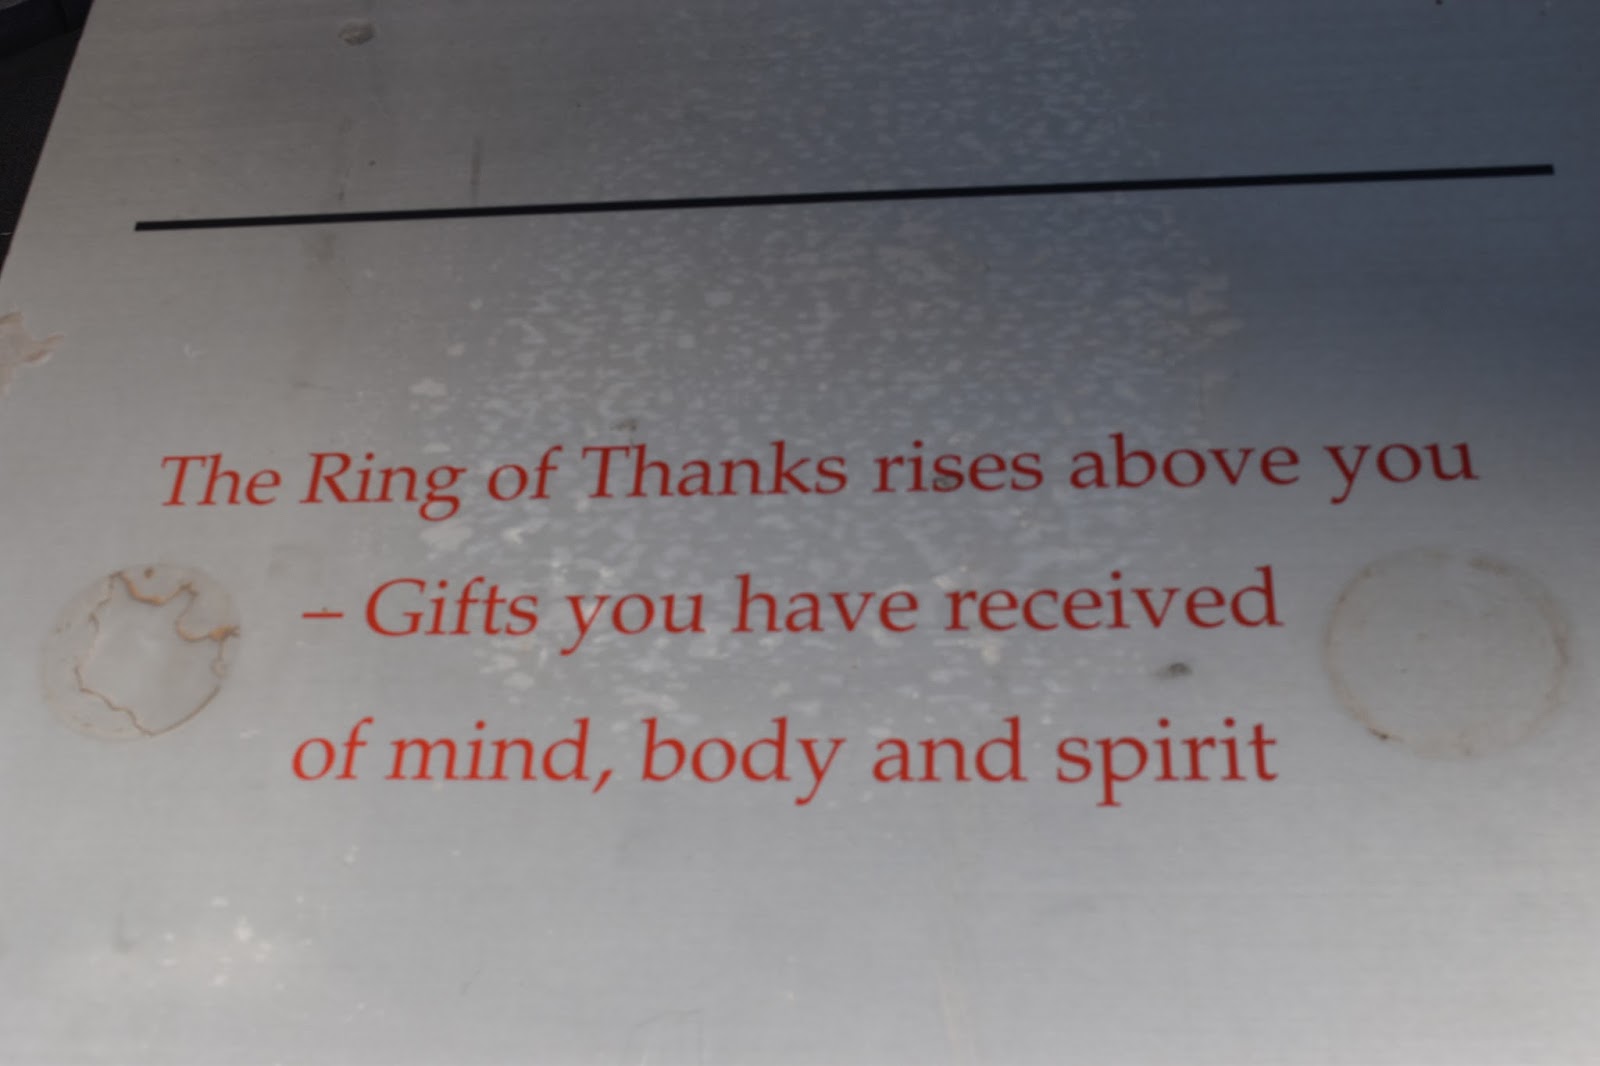 The Ring of Thanks rises above you
– Gifts you have received
of mind, body and spirit